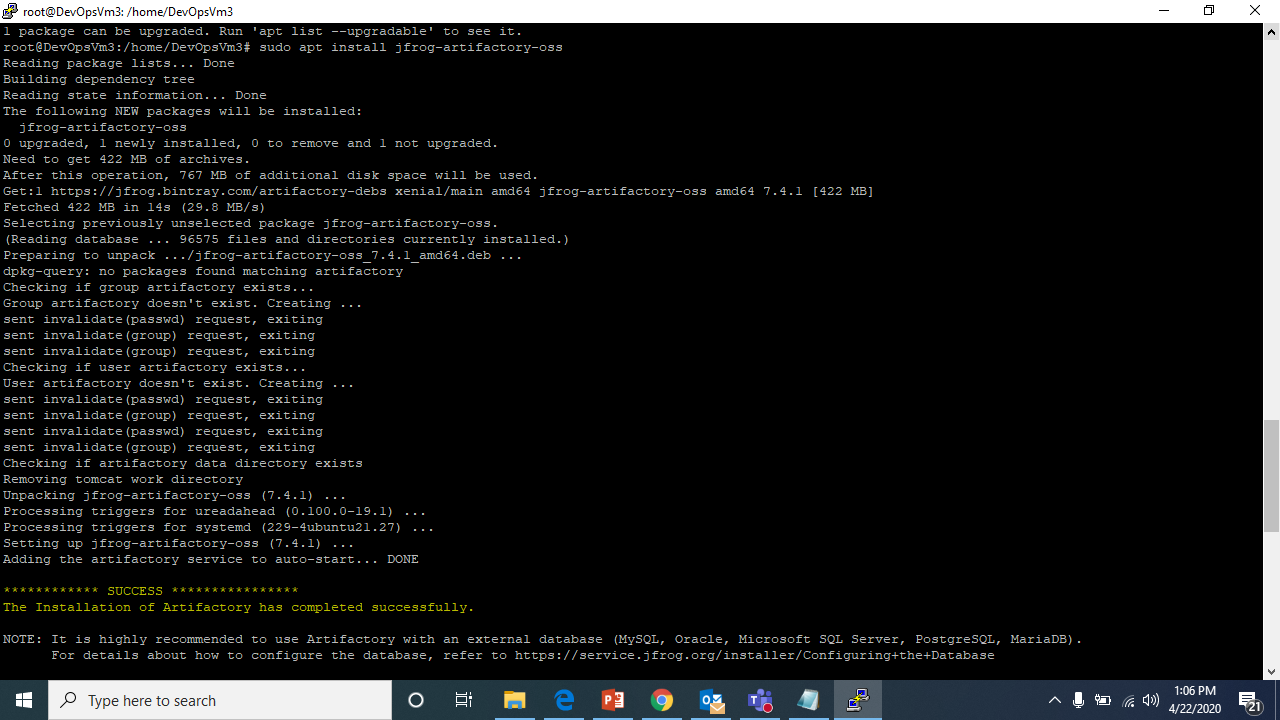 root@DevOpsVm3: /home/DevOpsVm3
1 package can be upgraded. Run 'apt list --upgradable' to see it.
root@DevOpsVm3:/home/DevOpsVm3# sudo apt install jfrog-artifactory-oss
Reading package lists... Done
Building dependency tree
Reading state information... Done
The following NEW packages will be installed:
  jfrog-artifactory-oss
0 upgraded, 1 newly installed, 0 to remove and 1 not upgraded.
Need to get 422 MB of archives.
After this operation, 767 MB of additional disk space will be used.
Get:1 https://jfrog.bintray.com/artifactory-debs xenial/main amd64 jfrog-artifactory-oss amd64 7.4.1 [422 MB]
Fetched 422 MB in 14s (29.8 MB/s)
Selecting previously unselected package jfrog-artifactory-oss.
(Reading database ... 96575 files and directories currently installed.)
Preparing to unpack .../jfrog-artifactory-oss_7.4.1_amd64.deb ...
dpkg-query: no packages found matching artifactory
Checking if group artifactory exists...
Group artifactory doesn't exist. Creating ...
sent invalidate(passwd) request, exiting
sent invalidate(group) request, exiting
sent invalidate(group) request, exiting
Checking if user artifactory exists...
User artifactory doesn't exist. Creating ...
sent invalidate(passwd) request, exiting
sent invalidate(group) request, exiting
sent invalidate(passwd) request, exiting
sent invalidate(group) request, exiting
Checking if artifactory data directory exists
Removing tomcat work directory
Unpacking jfrog-artifactory-oss (7.4.1) ...
Processing triggers for ureadahead (0.100.0-19.1) ...
Processing triggers for systemd (229-4ubuntu21.27) ...
Setting up jfrog-artifactory-oss (7.4.1) ...
Adding the artifactory service to auto-start... DONE
************ SUCCESS ****************
The Installation of Artifactory has completed successfully.
NOTE: It is highly recommended to use Artifactory with an external database (MySQL, Oracle, Microsoft SQL Server, PostgreSQL, MariaDB).
      For details about how to configure the database, refer to https://service.jfrog.org/installer/Configuring+the+Database
Type here to search
1:06 PM
4/22/2020
21